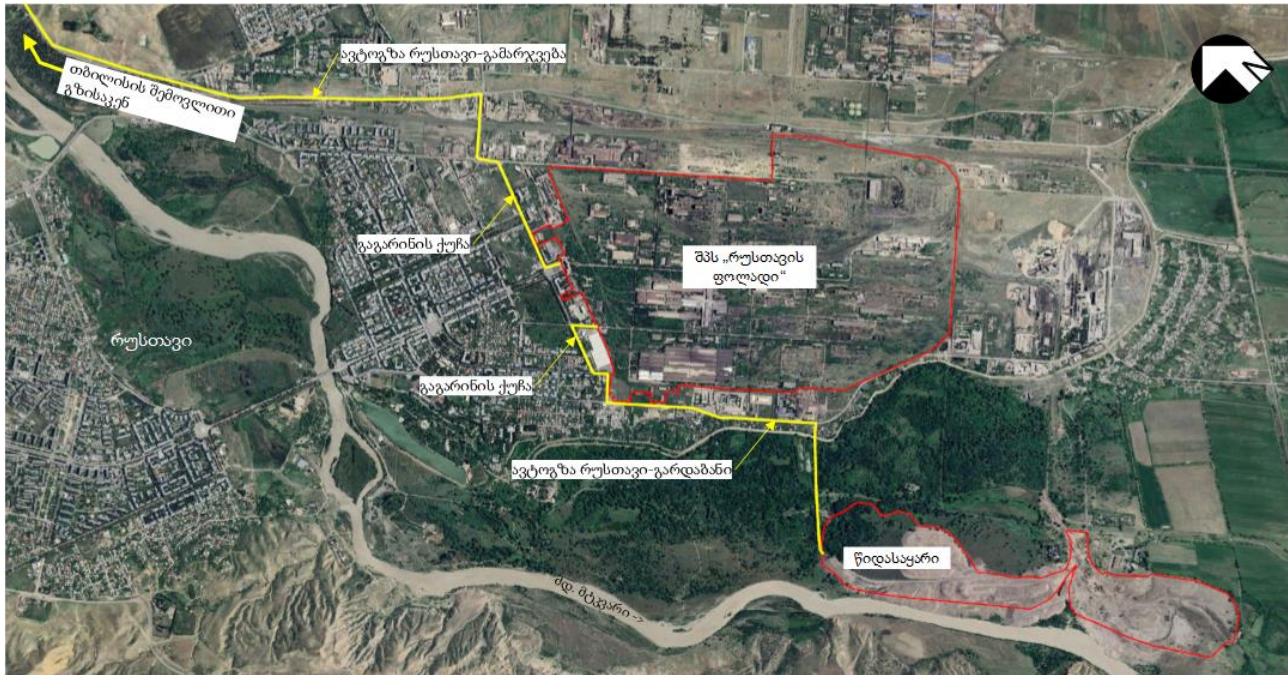 ავტოგზა რუსთავი-გამარჯვება
თბილისის შემოვლითი
გზისაკენ
გაგარინის ქუჩა
შპს „რუსთავის
ფოლადი“
რუსთავი
გაგარინის ქუჩა
ავტოგზა რუსთავი-გარდაბანი
წიდასაყარი
მდ. მტკვარი ->
N